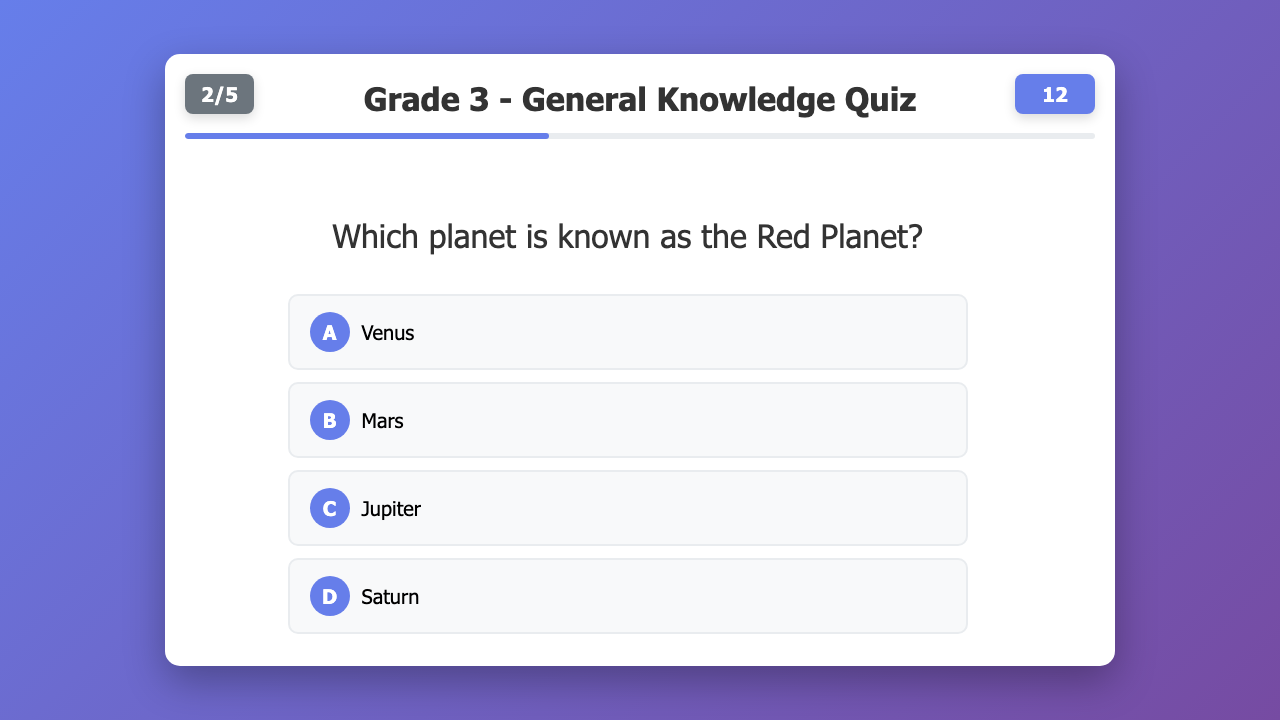 2/5
Grade 3 - General Knowledge Quiz
12
Which planet is known as the Red Planet?
A Venus
B Mars
C Jupiter
D Saturn